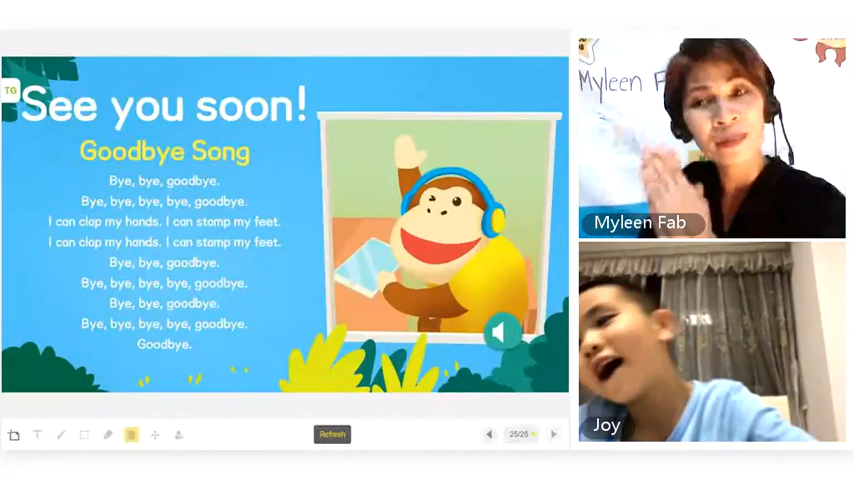 TG
See you soon!
Goodbye Song
Bye, bye, goodbye.
Bye, bye, bye, bye, goodbye.
I can clap my hands. I can stamp my feet.
I can clap my hands. I can stamp my feet.
Bye, bye, goodbye.
Bye, bye, bye, bye, goodbye.
Bye, bye, goodbye.
Bye, bye, bye, bye, goodbye.
Goodbye.
Refresh
25/25
Myleen F
Myleen Fab
Joy